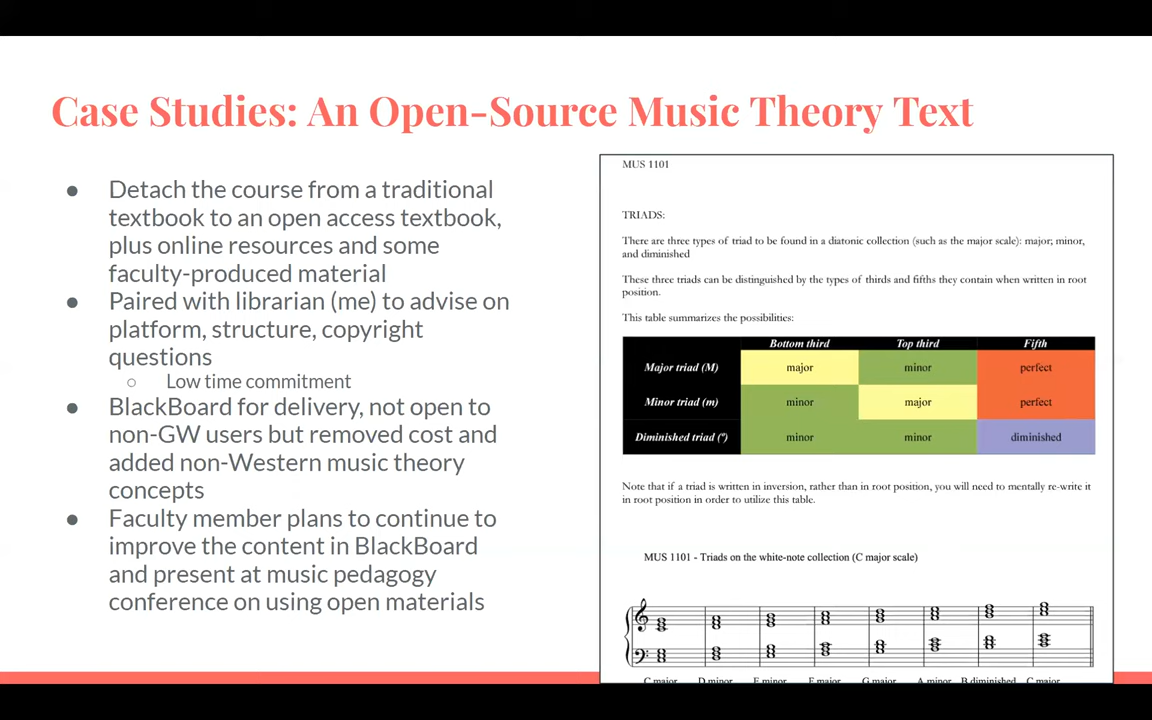 Case Studies: An Open-Source Music Theory Text
● Detach the course from a traditional
textbook to an open access textbook,
plus online resources and some
faculty-produced material
● Paired with librarian (me) to advise on
platform, structure, copyright
questions
○ Low time commitment
● BlackBoard for delivery, not open to
non-GW users but removed cost and
added non-Western music theory
concepts
● Faculty member plans to continue to
improve the content in BlackBoard
and present at music pedagogy
conference on using open materials
MUS 1101
TRIADS:
There are three types of triad to be found in a diatonic collection (such as the major scale): major, minor,
and diminished
These three triads can be distinguished by the types of thirds and fifths they contain when written in root
position.
This table summarizes the possibilities:
Bottom third Top third Fifth
Major triad (M) major minor perfect
Minor triad (m) minor major perfect
Diminished triad (°) minor minor diminished
Note that if a triad is written in inversion, rather than in root position, you will need to mentally re-write it
in root position in order to utilize this table.
MUS 1101 - Triads on the white-note collection (C major scale)
C major D minor E minor F major G major A minor B diminished C major